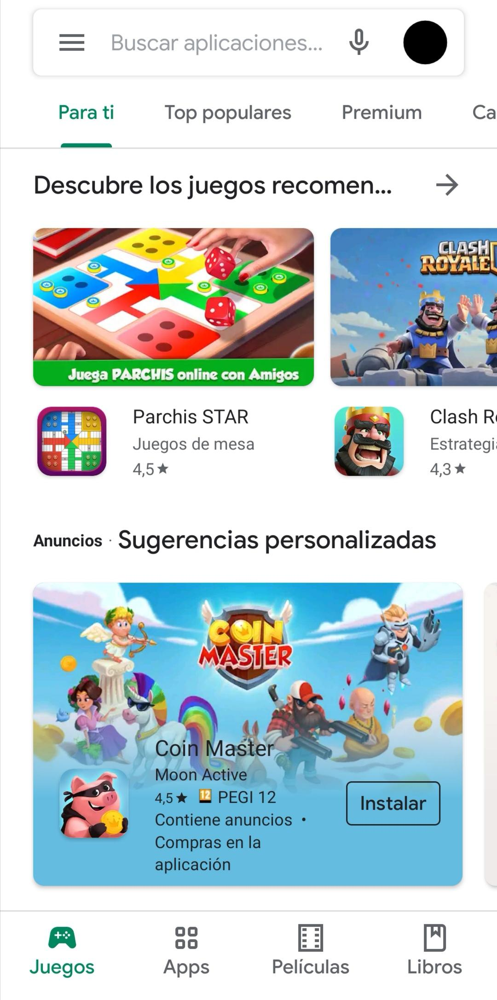 Buscar aplicaciones...
Para ti
Top populares
Premium
Ca
Descubre los juegos recomen...
CLASH
ROYALE
Juega PARCHIS online con Amigos
Parchis STAR
Juegos de mesa
4,5★
Clash R
Estrategia
4,3★
Anuncios · Sugerencias personalizadas
COIN
MASTER
Coin Master
Moon Active
4,5★ 12 PEGI 12
Contiene anuncios •
Compras en la
aplicación
Instalar
Juegos
Apps
Películas
Libros